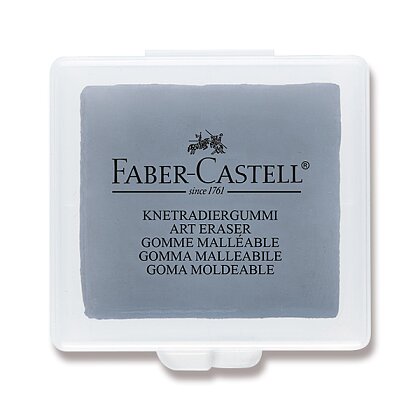 FABER-CASTELL®
since 1761
KNETRADIERGUMMI
ART ERASER
GOMME MALLÉABLE
GOMMA MALLEABILE
GOMA MOLDEABLE